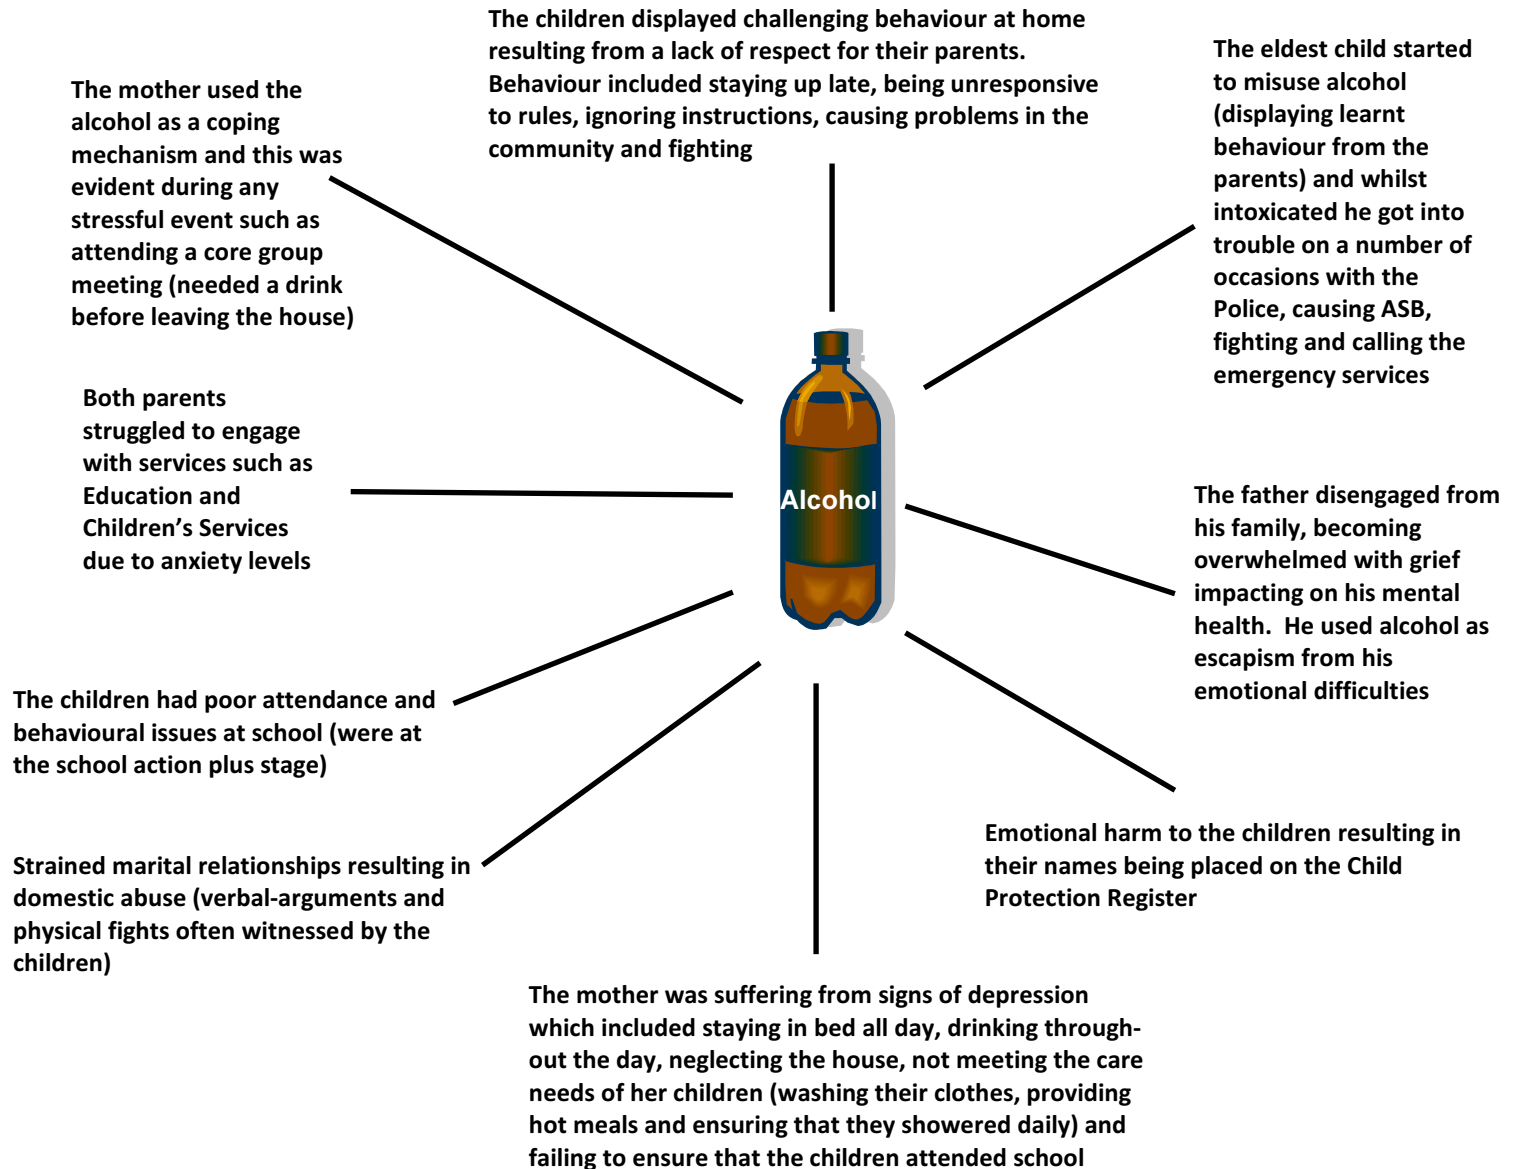 The children displayed challenging behaviour at home
resulting from a lack of respect for their parents.
Behaviour included staying up late, being unresponsive
to rules, ignoring instructions, causing problems in the
community and fighting
The mother used the
alcohol as a coping
mechanism and this was
evident during any
stressful event such as
attending a core group
meeting (needed a drink
before leaving the house)
The eldest child started
to misuse alcohol
(displaying learnt
behaviour from the
parents) and whilst
intoxicated he got into
trouble on a number of
occasions with the
Police, causing ASB,
fighting and calling the
emergency services
Both parents
struggled to engage
with services such as
Education and
Children’s Services
due to anxiety levels
Alcohol
The father disengaged from
his family, becoming
overwhelmed with grief
impacting on his mental
health.  He used alcohol as
escapism from his
emotional difficulties
The children had poor attendance and
behavioural issues at school (were at
the school action plus stage)
Emotional harm to the children resulting in
their names being placed on the Child
Protection Register
Strained marital relationships resulting in
domestic abuse (verbal-arguments and
physical fights often witnessed by the
children)
The mother was suffering from signs of depression
which included staying in bed all day, drinking through-
out the day, neglecting the house, not meeting the care
needs of her children (washing their clothes, providing
hot meals and ensuring that they showered daily) and
failing to ensure that the children attended school